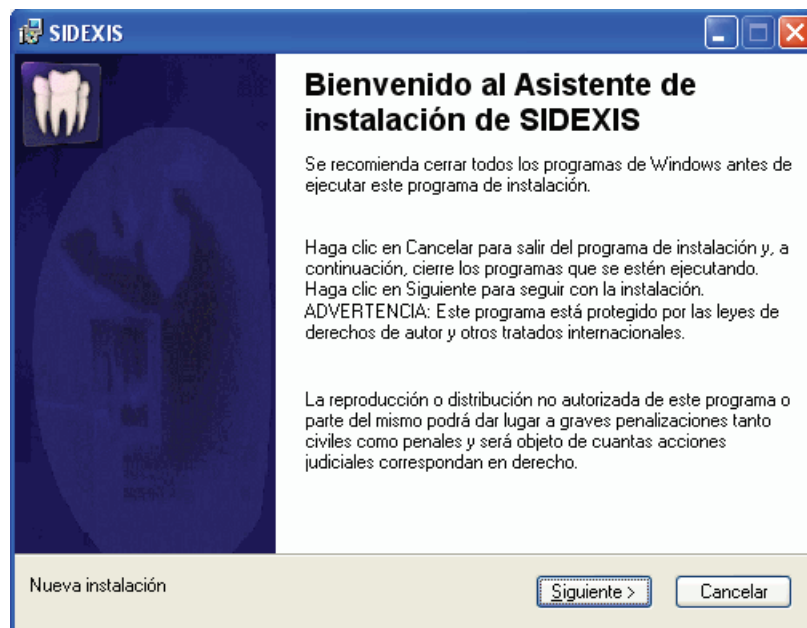 SIDEXIS
Bienvenido al Asistente de
instalación de SIDEXIS
Se recomienda cerrar todos los programas de Windows antes de
ejecutar este programa de instalación.
Haga clic en Cancelar para salir del programa de instalación y, a
continuación, cierre los programas que se estén ejecutando.
Haga clic en Siguiente para seguir con la instalación.
ADVERTENCIA: Este programa está protegido por las leyes de
derechos de autor y otros tratados internacionales.
La reproducción o distribución no autorizada de este programa o
parte del mismo podrá dar lugar a graves penalizaciones tanto
civiles como penales y será objeto de cuantas acciones
judiciales correspondan en derecho.
Nueva instalación
Siguiente >
Cancelar